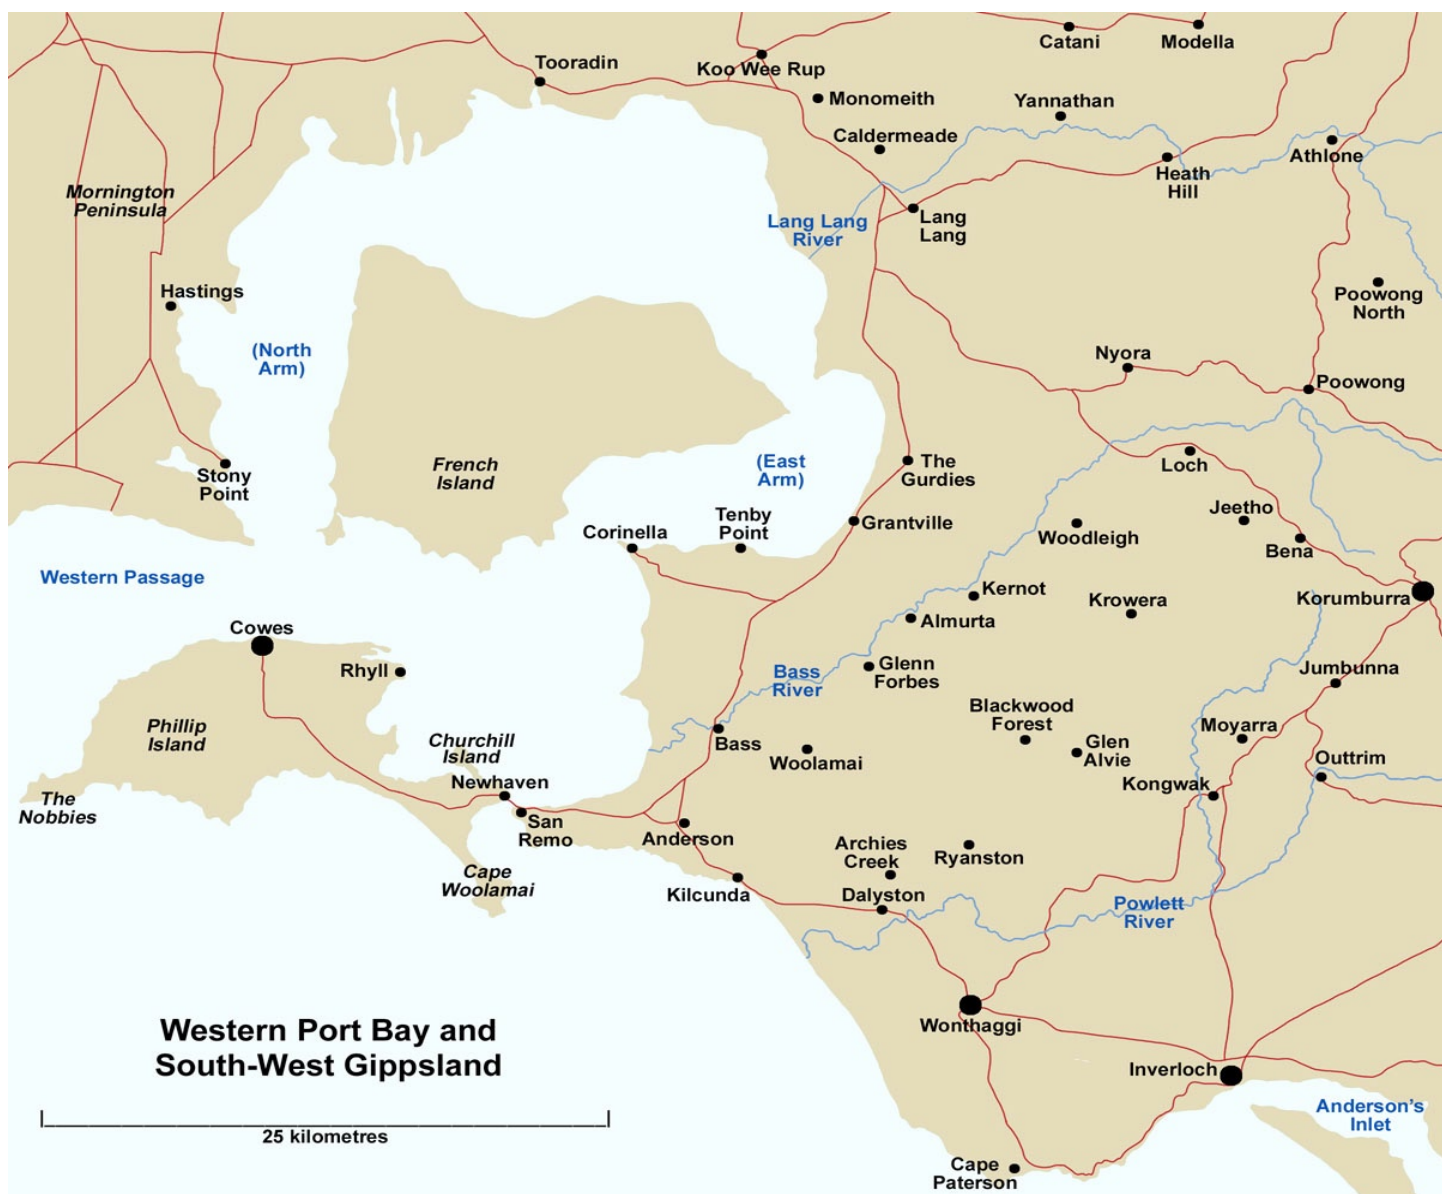 Catani
Modella
Tooradin
Koo Wee Rup
Monomeith
Yannathan
Caldermeade
Athlone
Heath
Hill
Mornington
Peninsula
Lang Lang
River
Lang
Lang
Hastings
Poowong
North
(North
Arm)
Nyora
Poowong
French
Island
(East
Arm)
The
Gurdies
Loch
Stony
Point
Corinella
Tenby
Point
Grantville
Jeetho
Woodleigh
Bena
Western Passage
Kernot
Krowera
Korumburra
Cowes
Almurta
Rhyll
Bass
River
Glenn
Forbes
Jumbunna
Phillip
Island
Churchill
Island
Blackwood
Forest
Moyarra
Bass
Woolamai
Glen
Alvie
Outtrim
Newhaven
Kongwak
The
Nobbies
San
Remo
Anderson
Archies
Creek
Ryanston
Cape
Woolamai
Kilcunda
Dalyston
Powlett
River
Western Port Bay and
South-West Gippsland
Wonthaggi
Inverloch
25 kilometres
Anderson's
Inlet
Cape
Paterson